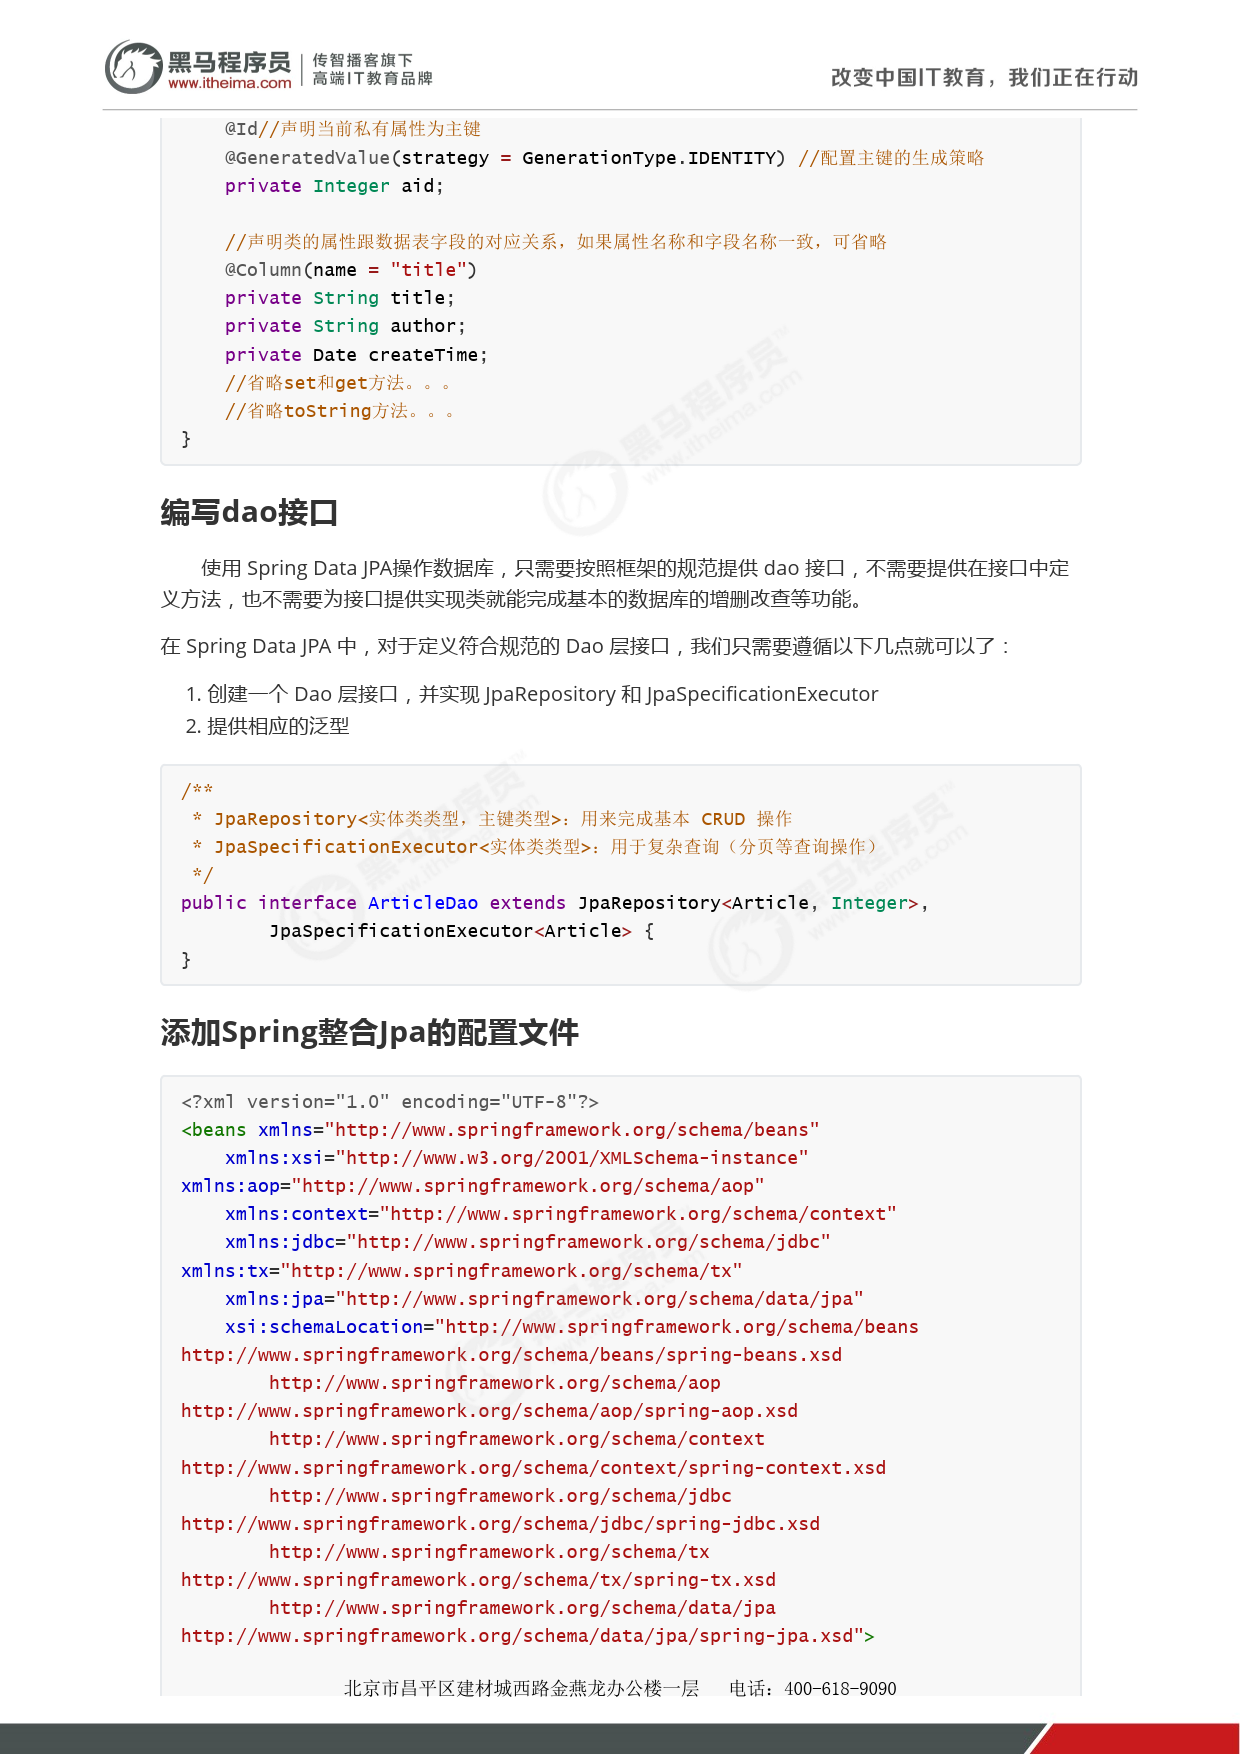 黑马程序员
www.itheima.com
传智播客旗下
高端IT教育品牌
改变中国IT教育，我们正在行动
@Id//声明当前私有属性为主键
@GeneratedValue(strategy = GenerationType.IDENTITY) //配置主键的生成策略
private Integer aid;
//声明类的属性跟数据表字段的对应关系，如果属性名称和字段名称一致，可省略
@Column(name = "title")
private String title;
private String author;
private Date createTime;
//省略set和get方法。。。
//省略toString方法。。。
}
编写dao接口
使用 Spring Data JPA操作数据库，只需要按照框架的规范提供 dao 接口，不需要提供在接口中定
义方法，也不需要为接口提供实现类就能完成基本的数据库的增删改查等功能。
在 Spring Data JPA 中，对于定义符合规范的 Dao 层接口，我们只需要遵循以下几点就可以了：
1. 创建一个 Dao 层接口，并实现 JpaRepository 和 JpaSpecificationExecutor
2. 提供相应的泛型
/**
* JpaRepository<实体类类型，主键类型>：用来完成基本 CRUD 操作
* JpaSpecificationExecutor<实体类类型>：用于复杂查询（分页等查询操作）
*/
public interface ArticleDao extends JpaRepository<Article, Integer>,
JpaSpecificationExecutor<Article> {
}
添加Spring整合Jpa的配置文件
<?xml version="1.0" encoding="UTF-8"?>
<beans xmlns="http://www.springframework.org/schema/beans"
xmlns:xsi="http://www.w3.org/2001/XMLSchema-instance"
xmlns:aop="http://www.springframework.org/schema/aop"
xmlns:context="http://www.springframework.org/schema/context"
xmlns:jdbc="http://www.springframework.org/schema/jdbc"
xmlns:tx="http://www.springframework.org/schema/tx"
xmlns:jpa="http://www.springframework.org/schema/data/jpa"
xsi:schemaLocation="http://www.springframework.org/schema/beans
http://www.springframework.org/schema/beans/spring-beans.xsd
http://www.springframework.org/schema/aop
http://www.springframework.org/schema/aop/spring-aop.xsd
http://www.springframework.org/schema/context
http://www.springframework.org/schema/context/spring-context.xsd
http://www.springframework.org/schema/jdbc
http://www.springframework.org/schema/jdbc/spring-jdbc.xsd
http://www.springframework.org/schema/tx
http://www.springframework.org/schema/tx/spring-tx.xsd
http://www.springframework.org/schema/data/jpa
http://www.springframework.org/schema/data/jpa/spring-jpa.xsd">
北京市昌平区建材城西路金燕龙办公楼一层 电话：400-618-9090